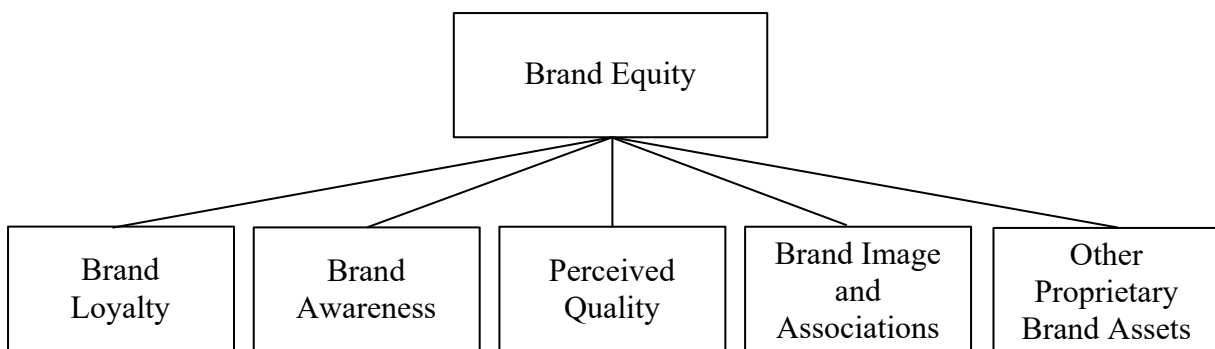 Brand Equity
Brand
Loyalty
Brand
Awareness
Perceived
Quality
Brand Image
and
Associations
Other
Proprietary
Brand Assets